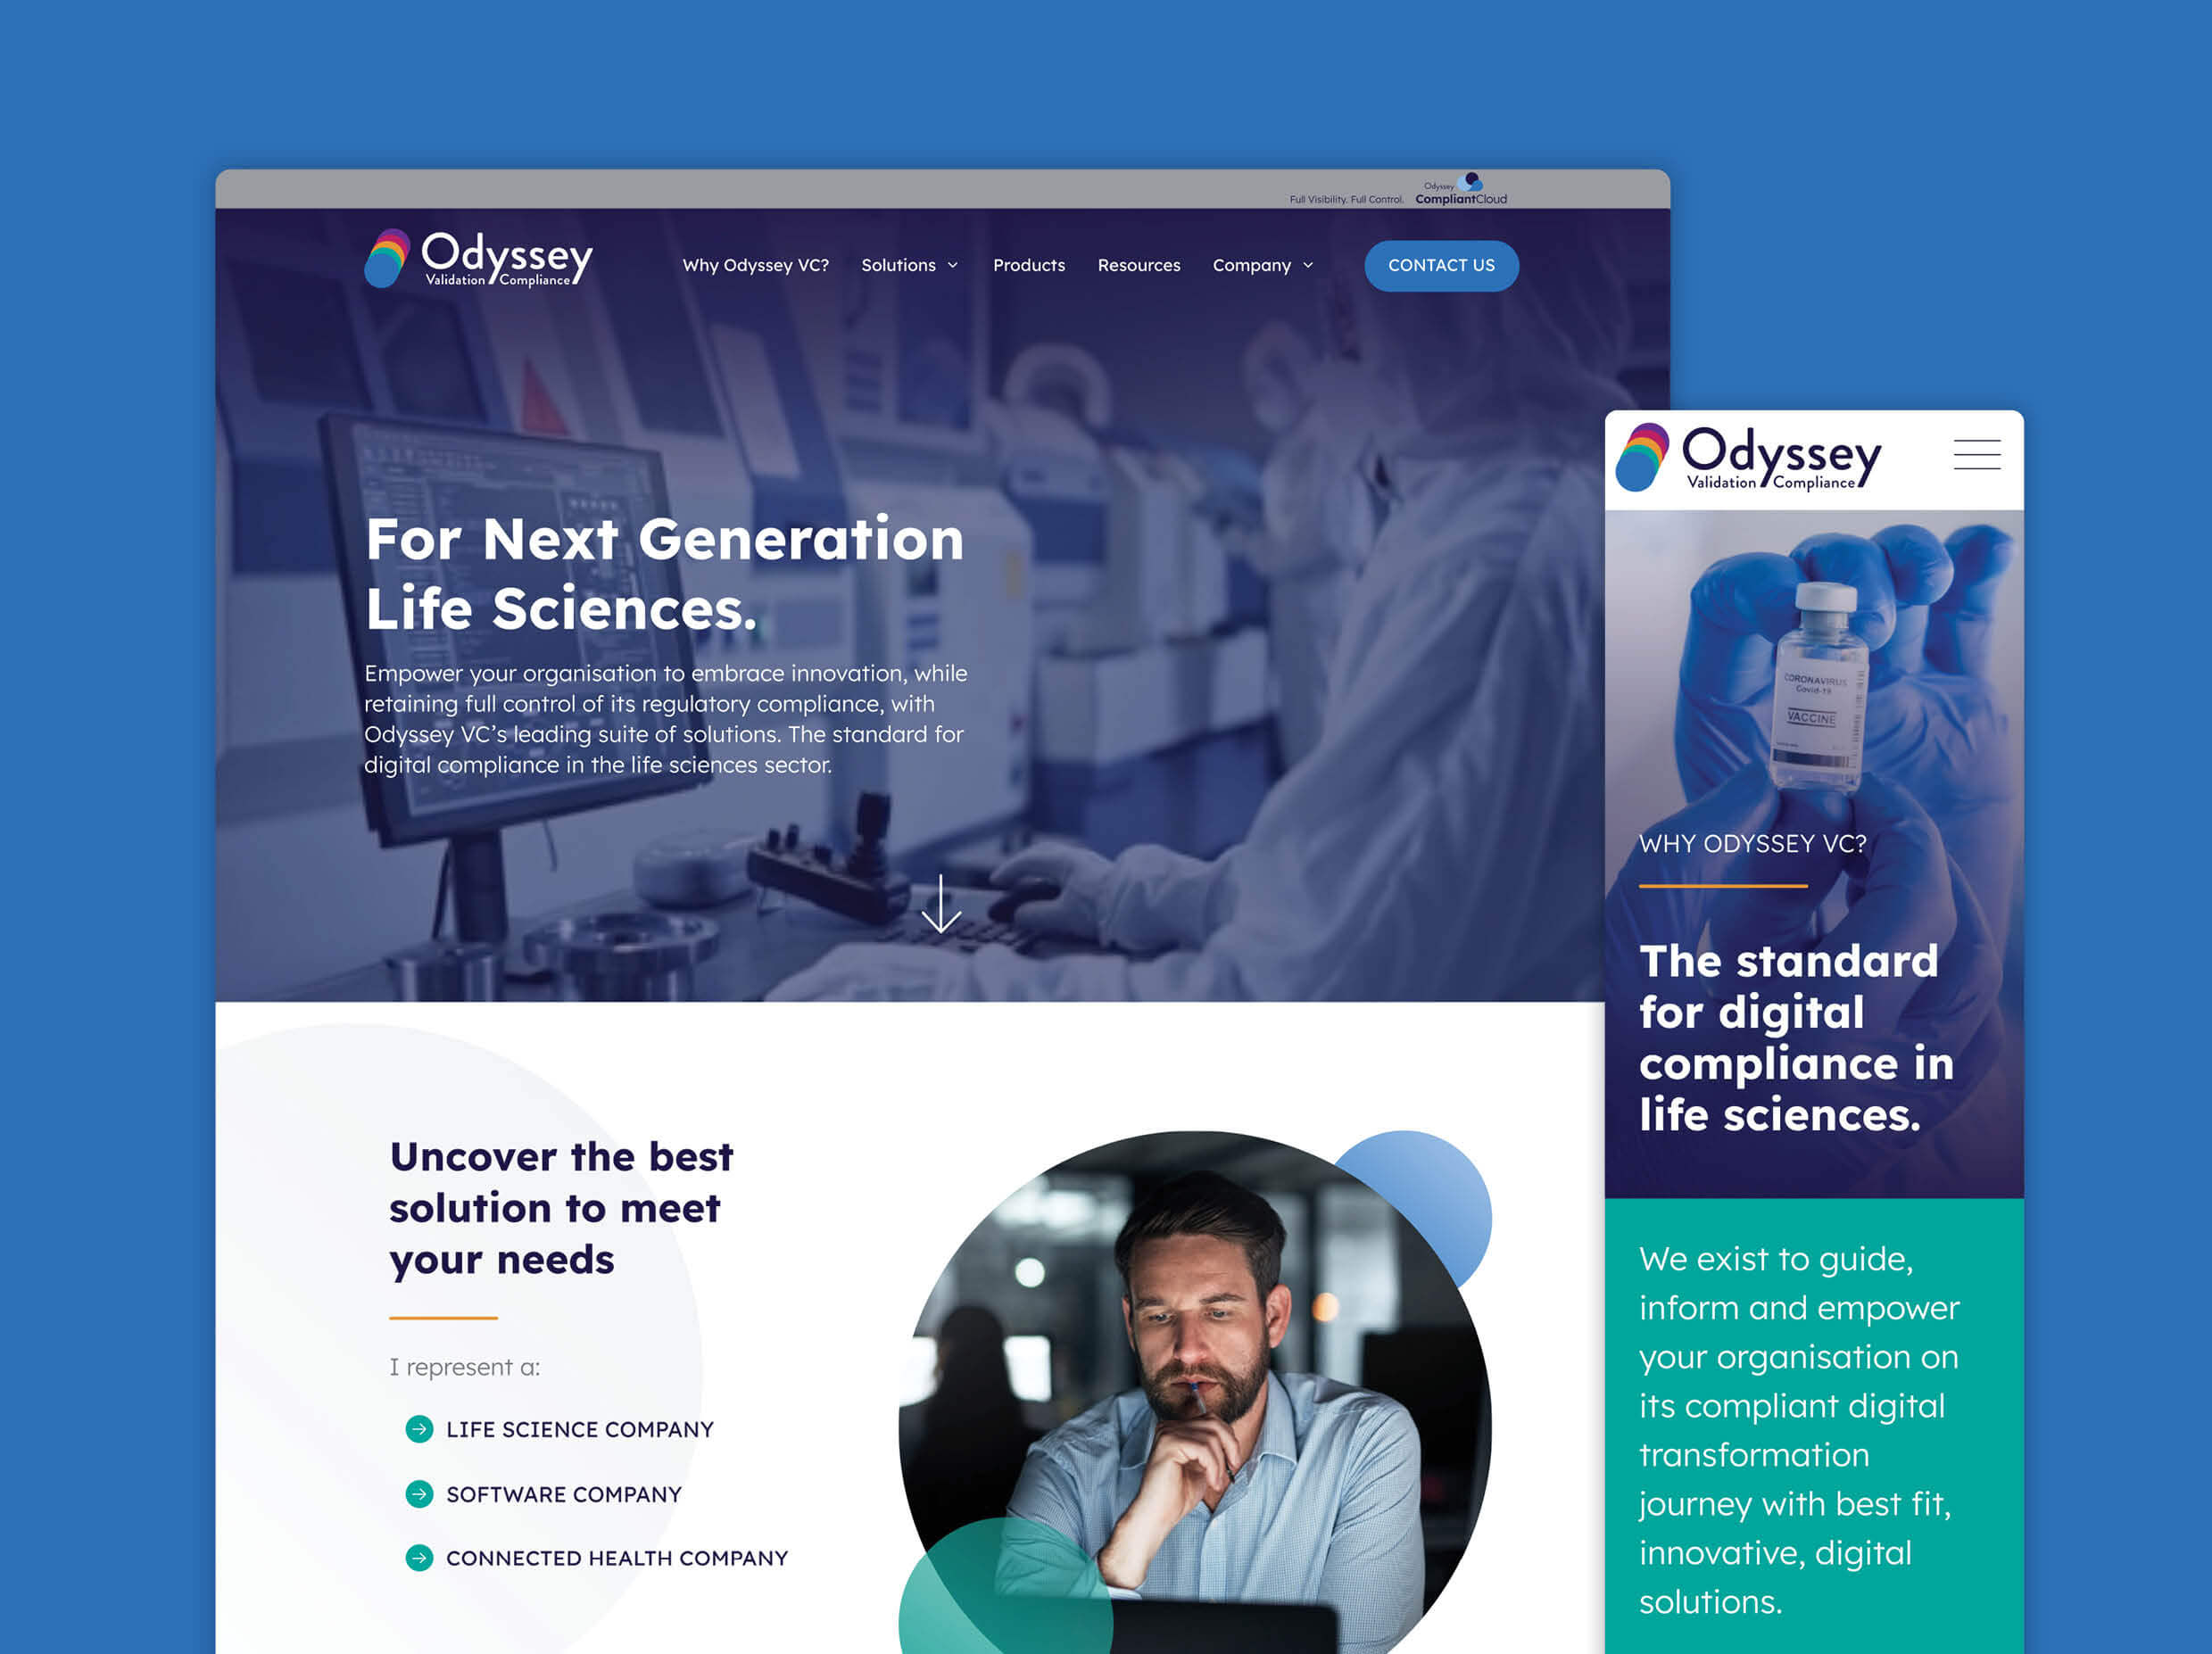 Full Visibility. Full Control.
Odyssey
CompliantCloud
Odyssey
Validation Compliance
Why Odyssey VC?
Solutions
Products
Resources
Company
CONTACT US
For Next Generation
Life Sciences.
Empower your organisation to embrace innovation, while
retaining full control of its regulatory compliance, with
Odyssey VC’s leading suite of solutions. The standard for
digital compliance in the life sciences sector.
Uncover the best
solution to meet
your needs
I represent a:
LIFE SCIENCE COMPANY
SOFTWARE COMPANY
CONNECTED HEALTH COMPANY
Odyssey
Validation Compliance
CORONAVIRUS
Covid-19
VACCINE
WHY ODYSSEY VC?
The standard
for digital
compliance in
life sciences.
We exist to guide,
inform and empower
your organisation on
its compliant digital
transformation
journey with best fit,
innovative, digital
solutions.